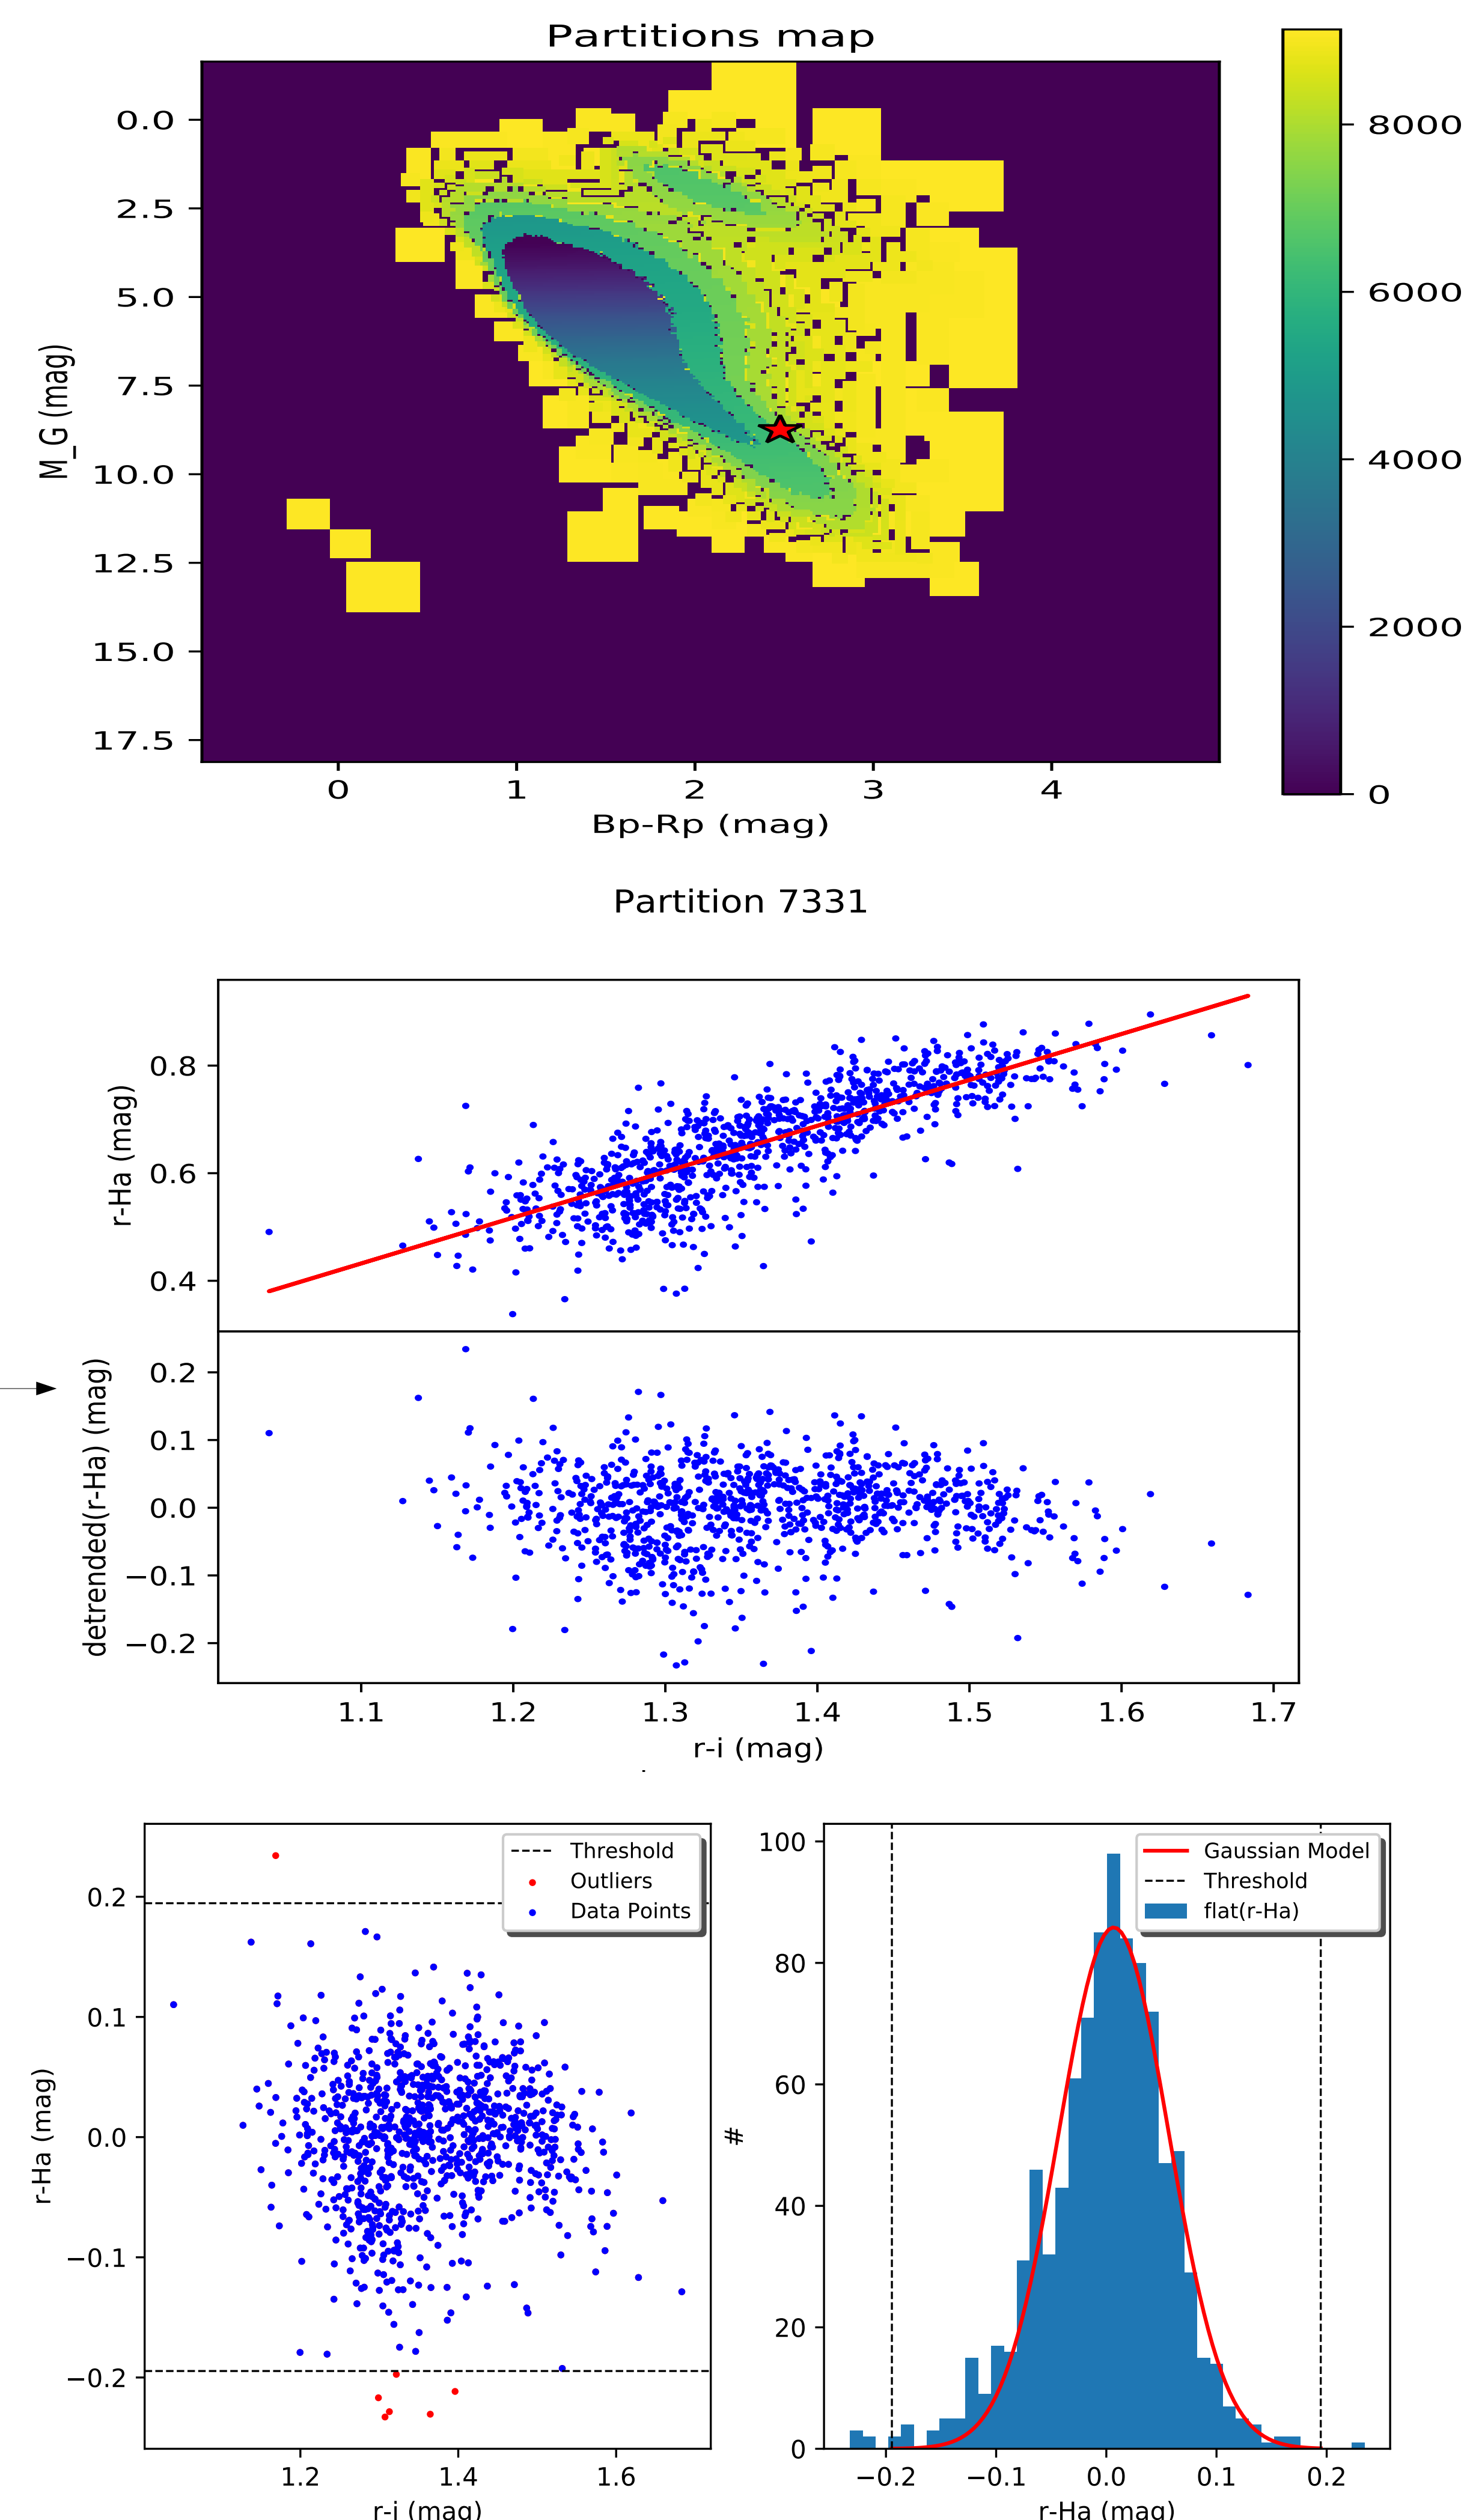 Partitions map
0.0
2.5
5.0
7.5
10.0
12.5
15.0
17.5
M_G (mag)
0 1 2 3 4
Bp-Rp (mag)
8000
6000
4000
2000
0
Partition 7331
0.8
0.6
0.4
r-Ha (mag)
0.2
0.1
0.0
−0.1
−0.2
detrended(r-Ha) (mag)
1.1 1.2 1.3 1.4 1.5 1.6 1.7
r-i (mag)
Threshold
Outliers
Data Points
0.2
0.1
0.0
−0.1
−0.2
r-Ha (mag)
1.2 1.4 1.6
r-i (mag)
Gaussian Model
Threshold
flat(r-Ha)
100
80
60
40
20
0
#
−0.2 −0.1 0.0 0.1 0.2
r-Ha (mag)